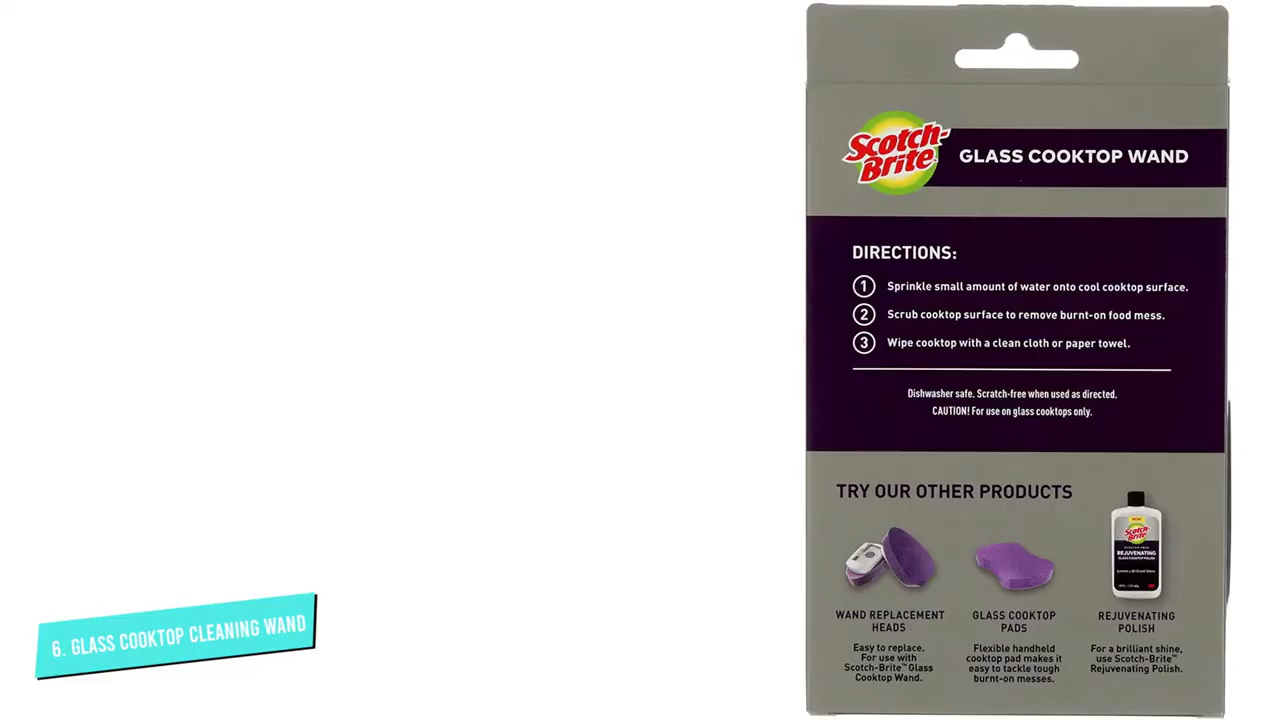 Scotch-
Brite
GLASS COOKTOP WAND
DIRECTIONS:
1 Sprinkle small amount of water onto cool cooktop surface.
2 Scrub cooktop surface to remove burnt-on food mess.
3 Wipe cooktop with a clean cloth or paper towel.
Dishwasher safe. Scratch-free when used as directed.
CAUTION! For use on glass cooktops only.
TRY OUR OTHER PRODUCTS
Scotch-
Brite
REJUVENATING
WAND REPLACEMENT
HEADS
Easy to replace.
For use with
Scotch-Brite™ Glass
Cooktop Wand.
GLASS COOKTOP
PADS
Flexible handheld
cooktop pad makes it
easy to tackle tough
burnt-on messes.
REJUVENATING
POLISH
For a brilliant shine,
use Scotch-Brite™
Rejuvenating Polish.
6. GLASS COOKTOP CLEANING WAND